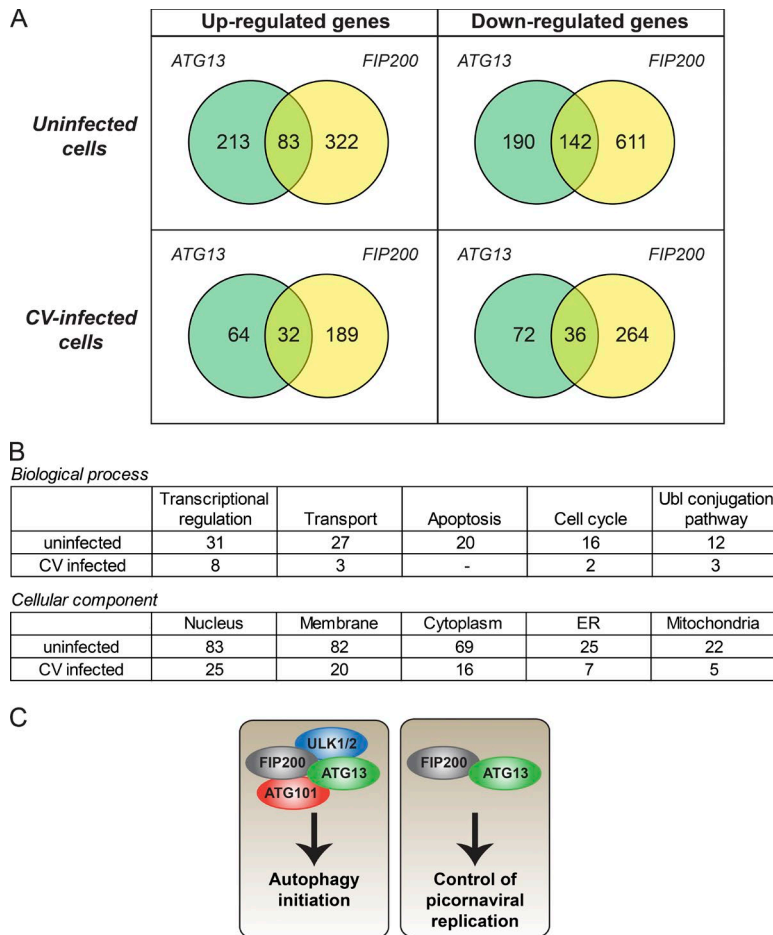 A
Up-regulated genes
Down-regulated genes
ATG13
FIP200
ATG13
FIP200
Uninfected
cells
213 83 322
190 142 611
ATG13
FIP200
ATG13
FIP200
CV-infected
cells
64 32 189
72 36 264
B
Biological process
Transcriptional regulation Transport Apoptosis Cell cycle Ubl conjugation pathway
uninfected 31 27 20 16 12
CV infected 8 3 - 2 3
Cellular component
Nucleus Membrane Cytoplasm ER Mitochondria
uninfected 83 82 69 25 22
CV infected 25 20 16 7 5
C
ULK1/2
FIP200
ATG13
ATG101
Autophagy
initiation
FIP200
ATG13
Control of
picornaviral
replication